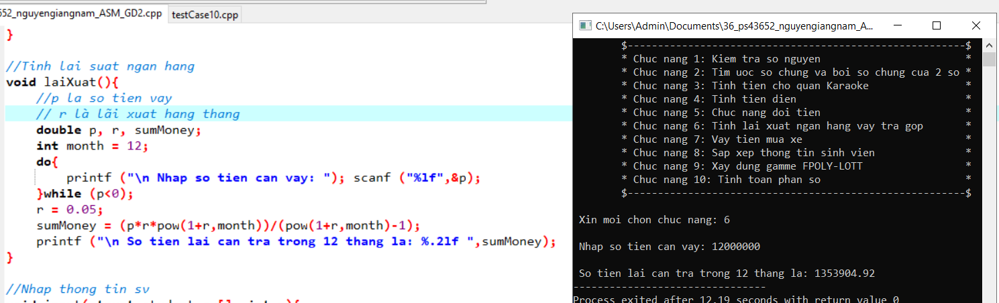 652_nguyengiangnam_ASM_GD2.cpp testCase10.cpp
}
//Tinh lai suat ngan hang
void laiXuat(){
//p la so tien vay
// r là lãi xuat hang thang
double p, r, sumMoney;
int month = 12;
do{
printf ("\n Nhap so tien can vay: "); scanf ("%lf",&p);
}while (p<0);
r = 0.05;
sumMoney = (p*r*pow(1+r,month))/(pow(1+r,month)-1);
printf ("\n So tien lai can tra trong 12 thang la: %.2lf ",sumMoney);
}
//Nhap thong tin sv
C:\Users\Admin\Documents\36_ps43652_nguyengiangnam_A...
$--------------------------------------------------------$
* Chuc nang 1: Kiem tra so nguyen *
* Chuc nang 2: Tim uoc so chung va boi so chung cua 2 so *
* Chuc nang 3: Tinh tien cho quan Karaoke *
* Chuc nang 4: Tinh tien dien *
* Chuc nang 5: Chuc nang doi tien *
* Chuc nang 6: Tinh lai xuat ngan hang vay tra gop *
* Chuc nang 7: Vay tien mua xe *
* Chuc nang 8: Sap xep thong tin sinh vien *
* Chuc nang 9: Xay dung gamme FPOLY-LOTT *
* Chuc nang 10: Tinh toan phan so *
$--------------------------------------------------------$
Xin moi chon chuc nang: 6
Nhap so tien can vay: 12000000
So tien lai can tra trong 12 thang la: 1353904.92
--------------------------------
Process exited after 12.19 seconds with return value 0